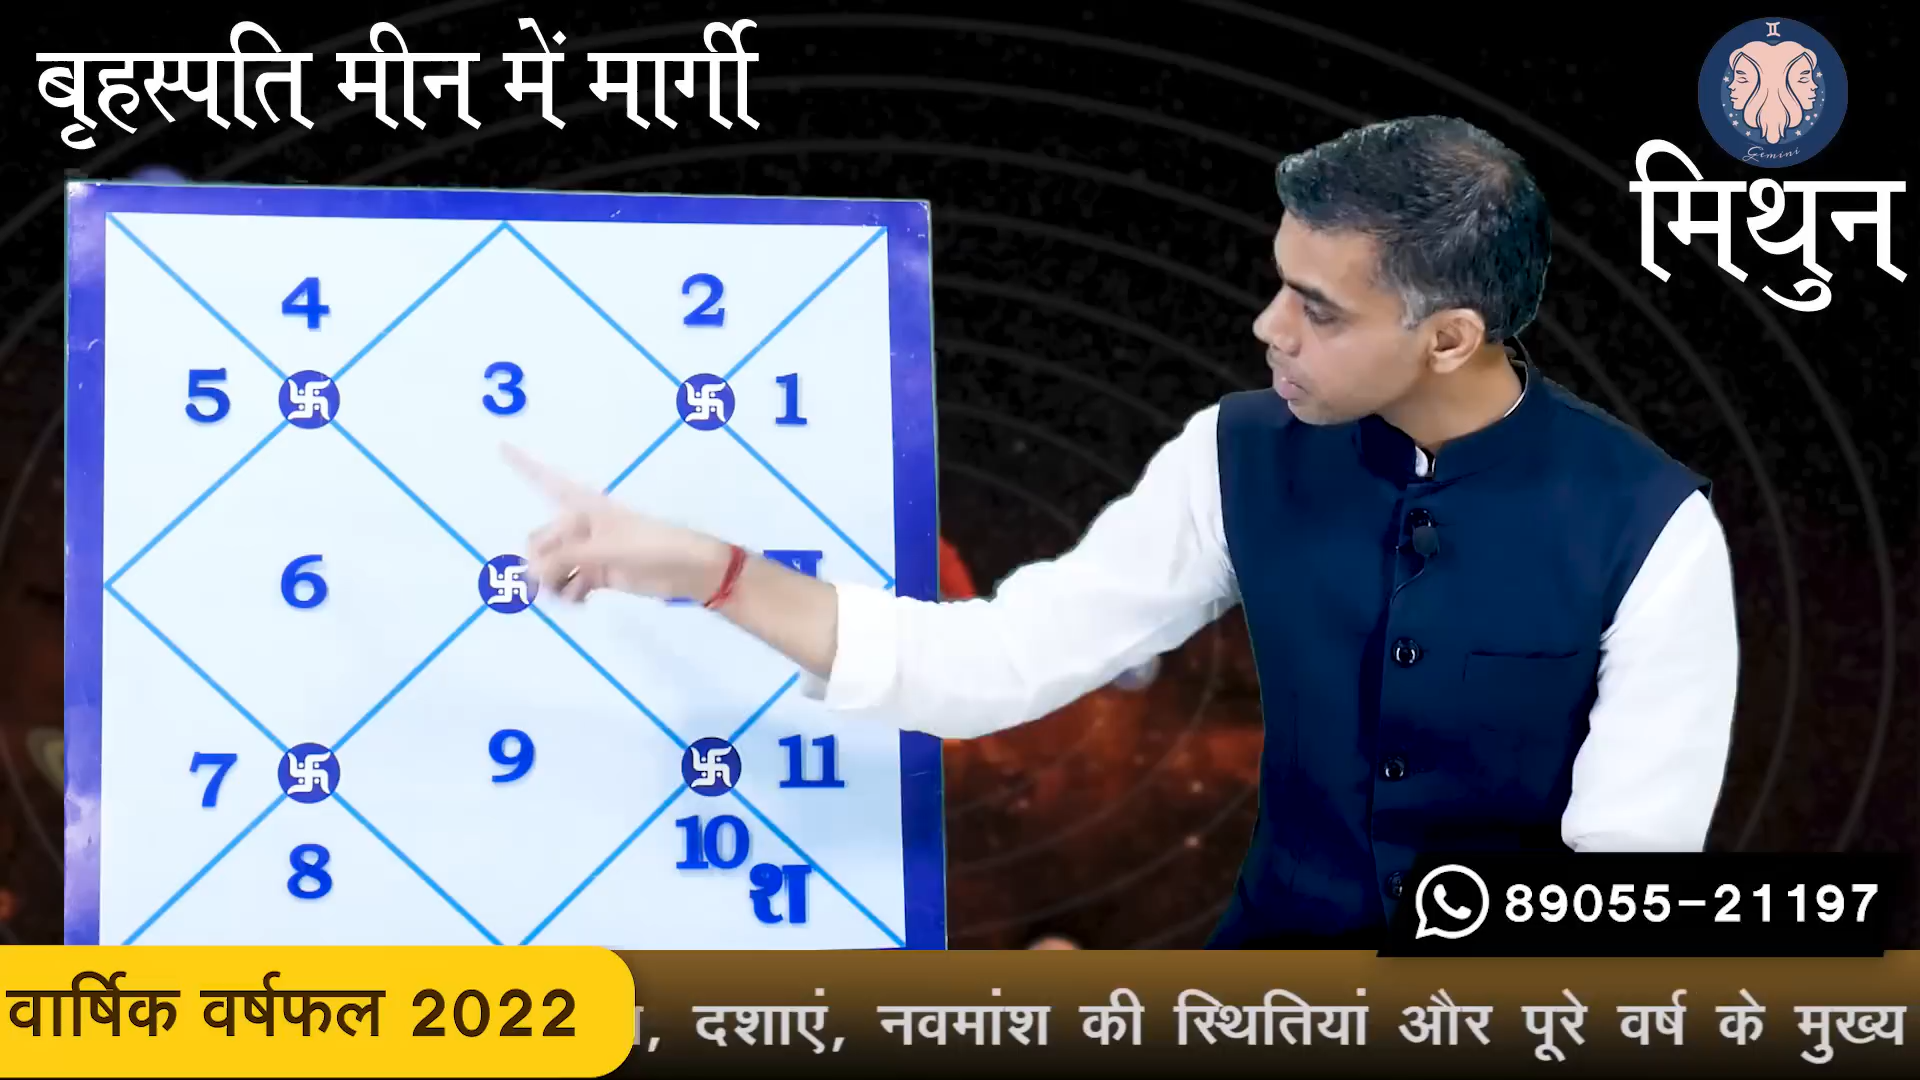 बृहस्पति मीन में मार्गी
Gemini
मिथुन
4
2
5
3
1
6
7
9
11
10
श
8
89055-21197
वार्षिक वर्षफल 2022
, दशाएं, नवमांश की स्थितियां और पूरे वर्ष के मुख्य